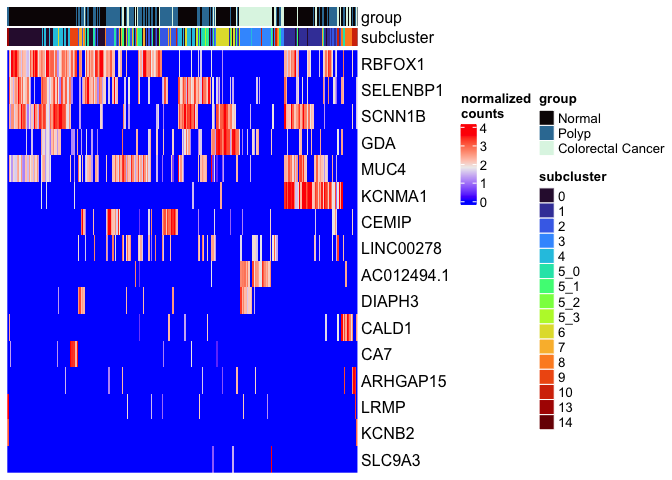 group
subcluster
RBFOX1
SELENBP1
SCNN1B
GDA
MUC4
KCNMA1
CEMIP
LINC00278
AC012494.1
DIAPH3
CALD1
CA7
ARHGAP15
LRMP
KCNB2
SLC9A3
normalized
counts
4
3
2
1
0
group
Normal
Polyp
Colorectal Cancer
subcluster
0
1
2
3
4
5_0
5_1
5_2
5_3
6
7
8
9
10
13
14